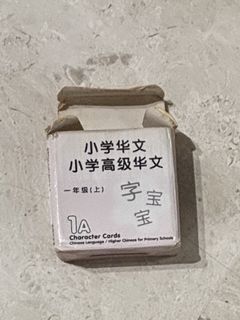 小学华文
小学高级华文
一年级（上）
字宝宝
1A
Character Cards
Chinese Language / Higher Chinese for Primary Schools